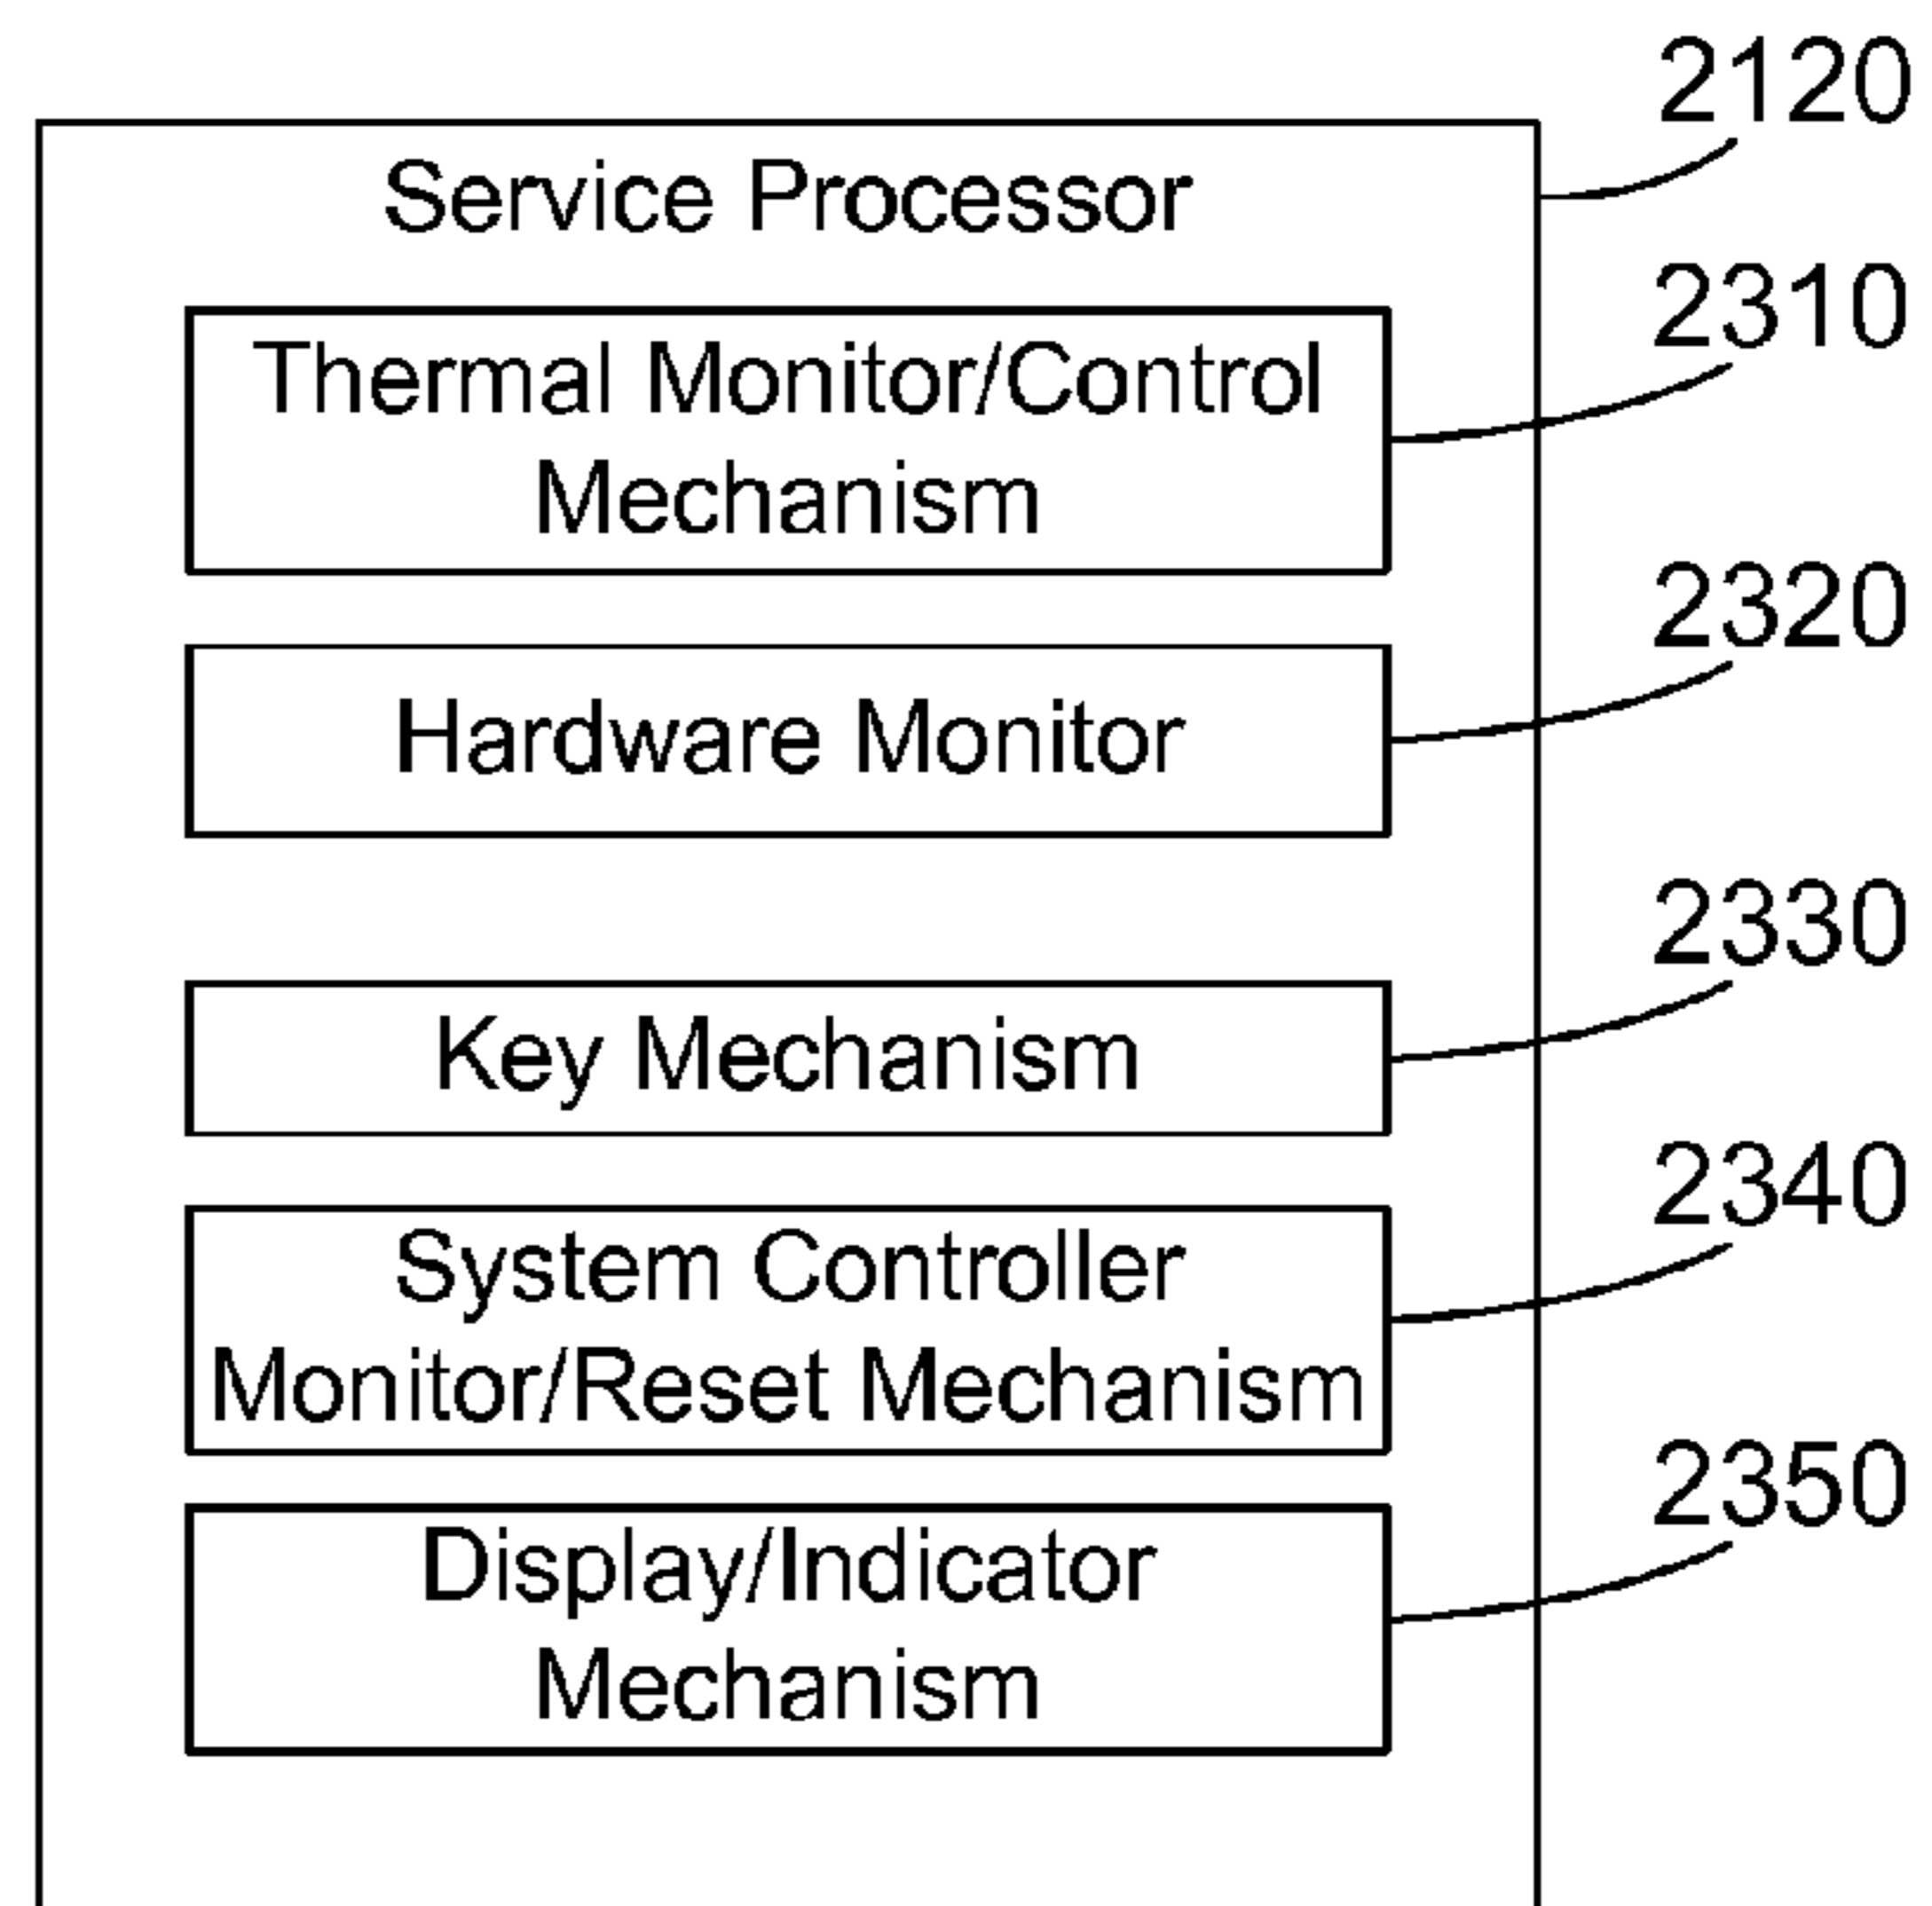 2120
Service Processor
2310
Thermal Monitor/Control
Mechanism
2320
Hardware Monitor
2330
Key Mechanism
2340
System Controller
Monitor/Reset Mechanism
2350
Display/Indicator
Mechanism